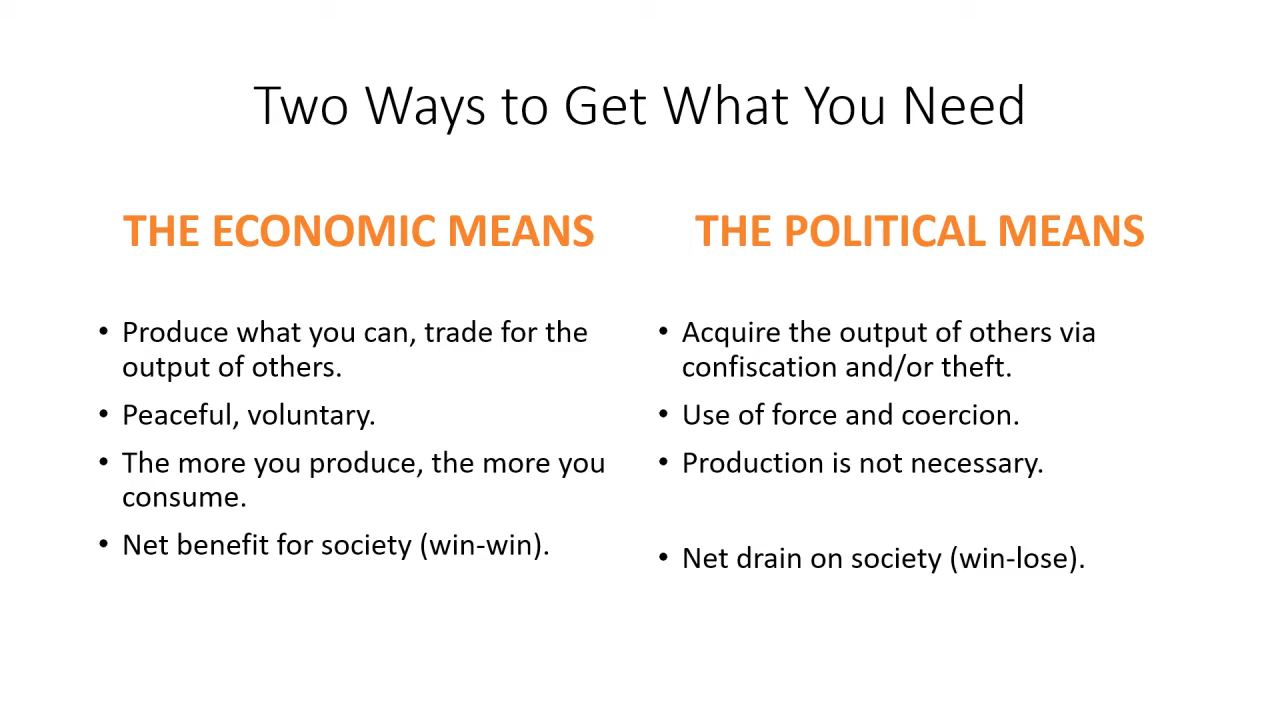 Two Ways to Get What You Need
THE ECONOMIC MEANS
• Produce what you can, trade for the
output of others.
• Peaceful, voluntary.
• The more you produce, the more you
consume.
• Net benefit for society (win-win).
THE POLITICAL MEANS
• Acquire the output of others via
confiscation and/or theft.
• Use of force and coercion.
• Production is not necessary.
• Net drain on society (win-lose).